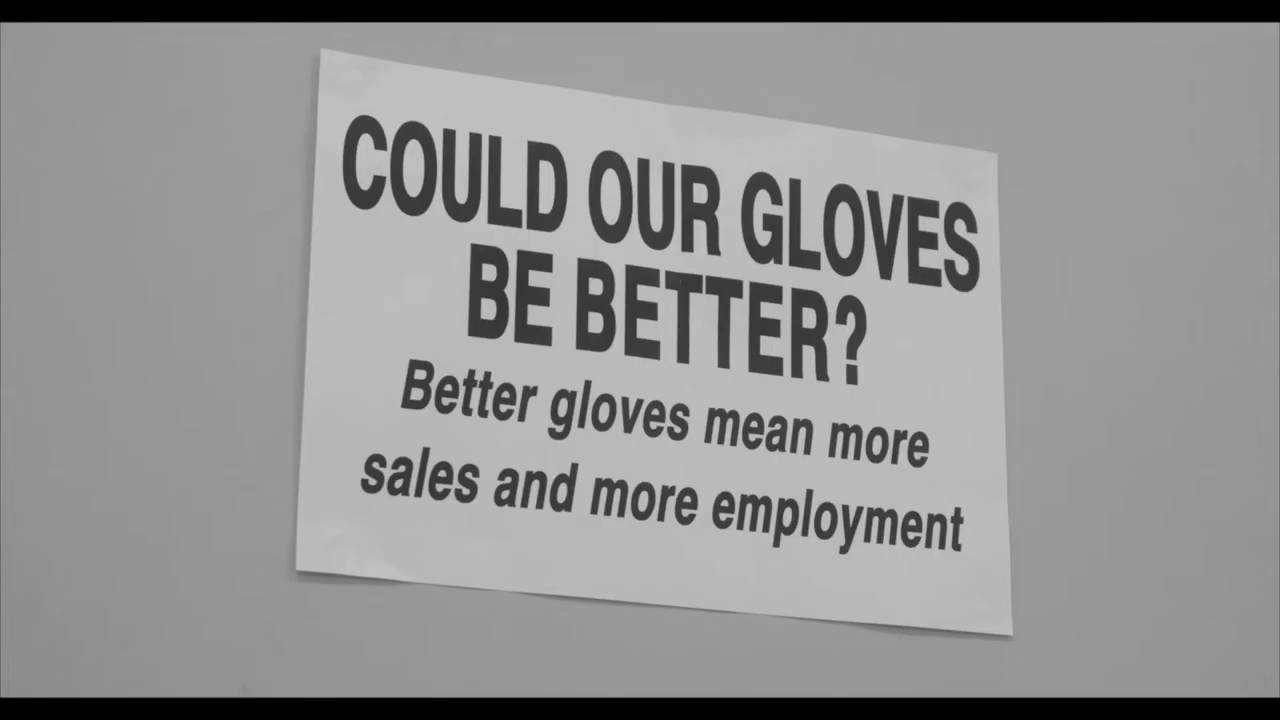 COULD OUR GLOVES
BE BETTER?
Better gloves mean more
sales and more employment